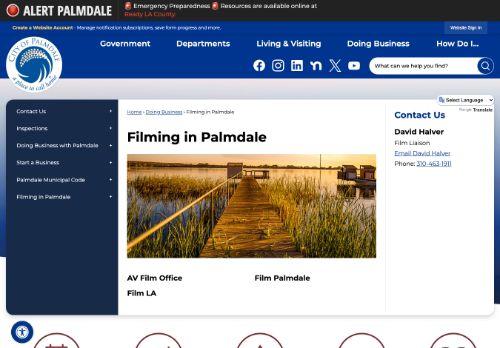 ALERT PALMDALE
🚨 Emergency Preparedness 🚨 Resources are available online at
Ready LA County.
Create a Website Account - Manage notification subscriptions, save form progress and more.
Website Sign In
CITY OF PALMDALE
a place to call home
Government
Departments
Living & Visiting
Doing Business
How Do I...
What can we help you find?
Select Language
Google Translate
Contact Us
Inspections
Doing Business with Palmdale
Start a Business
Palmdale Municipal Code
Filming in Palmdale
Home › Doing Business › Filming in Palmdale
Filming in Palmdale
AV Film Office
Film Palmdale
Film LA
Contact Us
David Halver
Film Liaison
Email David Halver
Phone: 310-463-1911